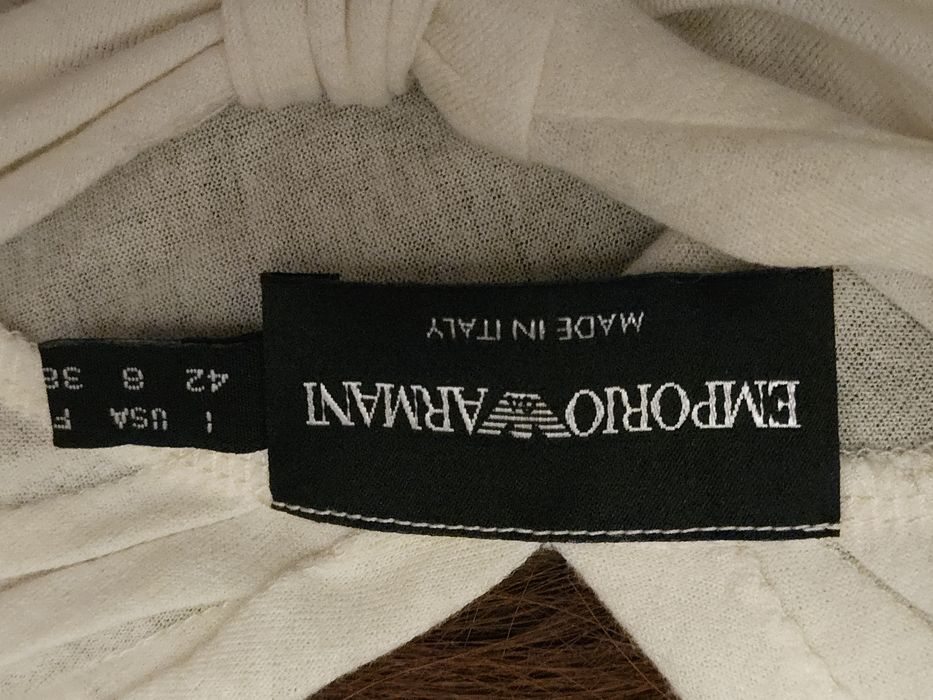 EMPORIO ARMANI
MADE IN ITALY
I USA F
42 8 38